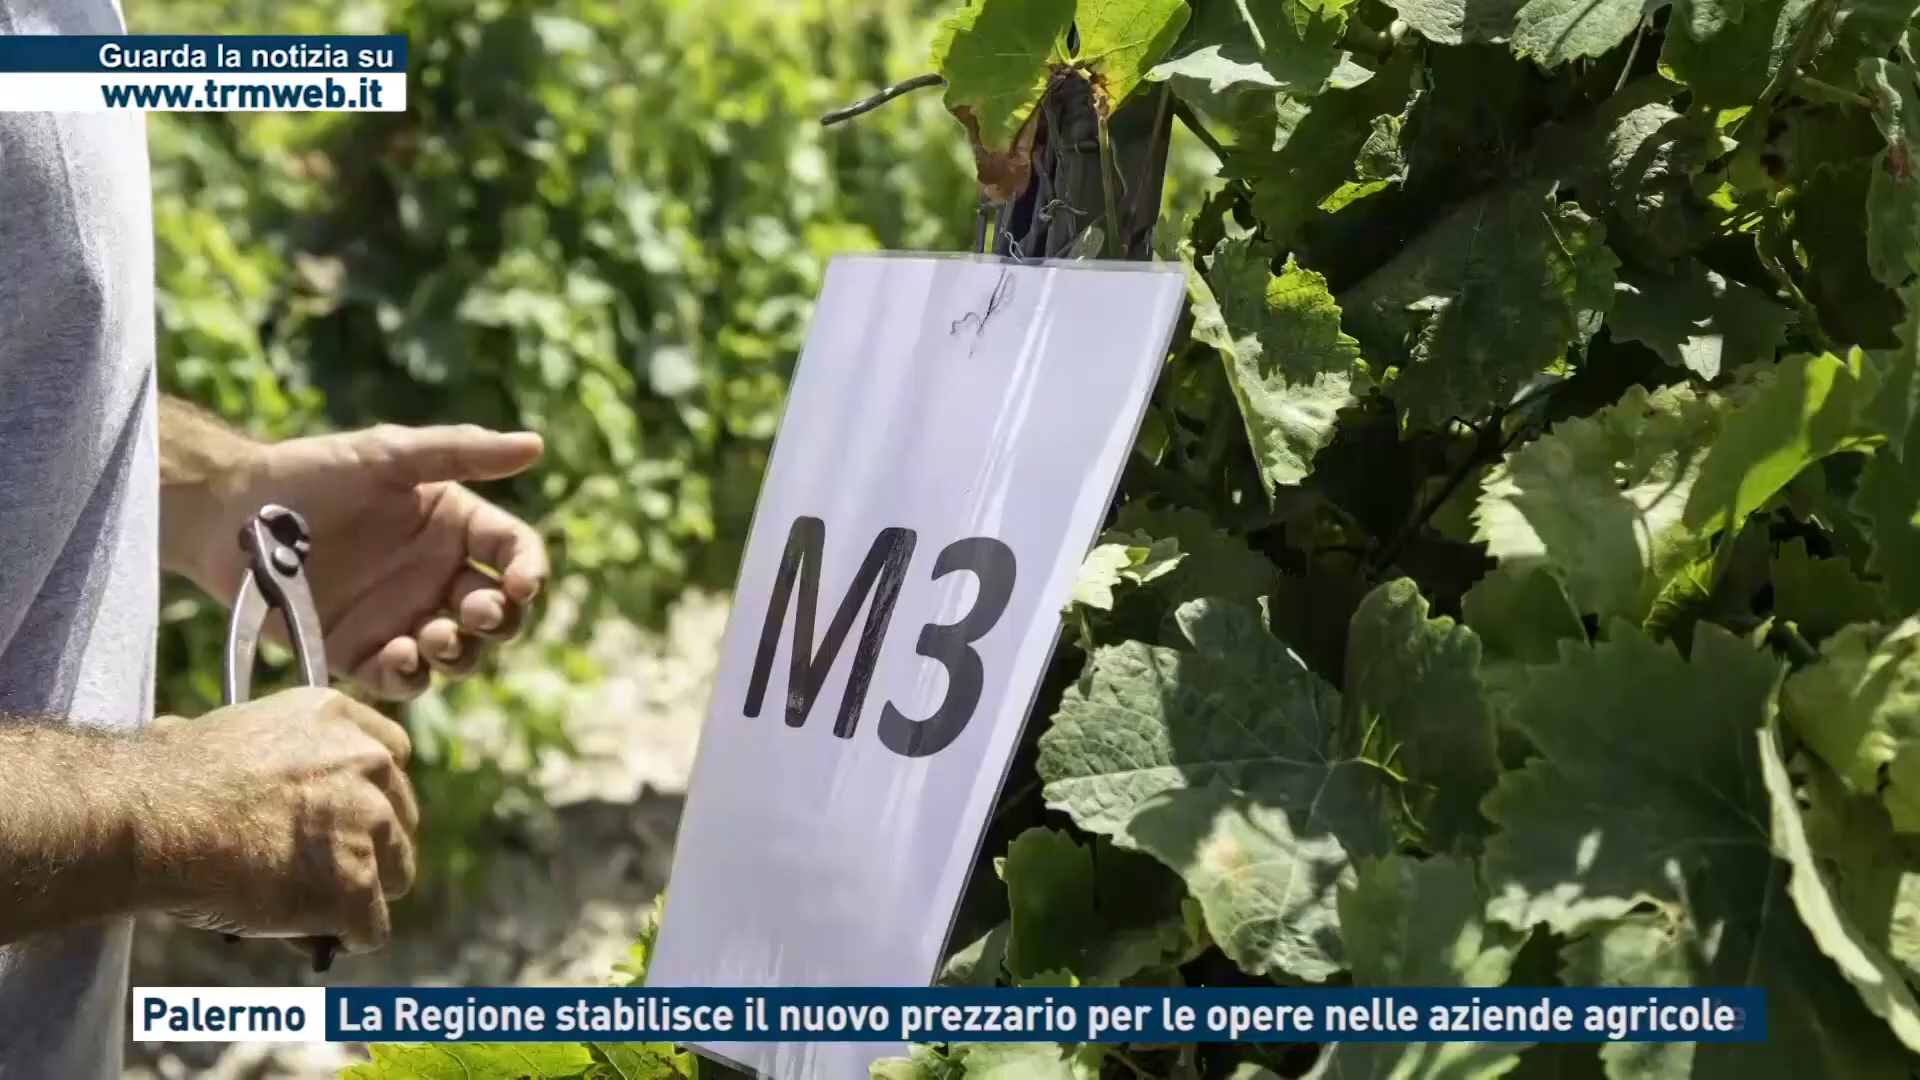 Guarda la notizia su
www.trmweb.it
M3
Palermo
La Regione stabilisce il nuovo prezzario per le opere nelle aziende agricole